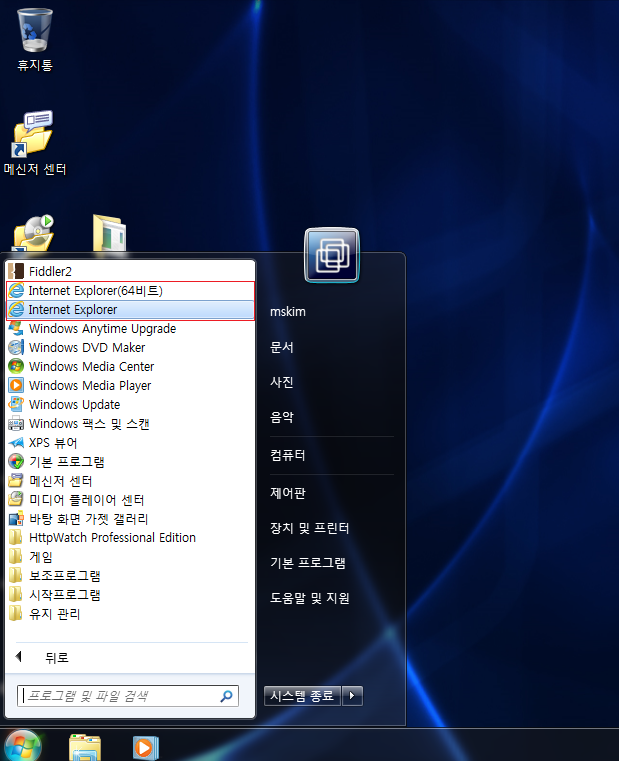 휴지통
메신저 센터
Fiddler2
Internet Explorer(64비트)
Internet Explorer
Windows Anytime Upgrade
Windows DVD Maker
Windows Media Center
Windows Media Player
Windows Update
Windows 팩스 및 스캔
XPS 뷰어
기본 프로그램
메신저 센터
미디어 플레이어 센터
바탕 화면 가젯 갤러리
HttpWatch Professional Edition
게임
보조프로그램
시작프로그램
유지 관리
뒤로
프로그램 및 파일 검색
mskim
문서
사진
음악
컴퓨터
제어판
장치 및 프린터
기본 프로그램
도움말 및 지원
시스템 종료